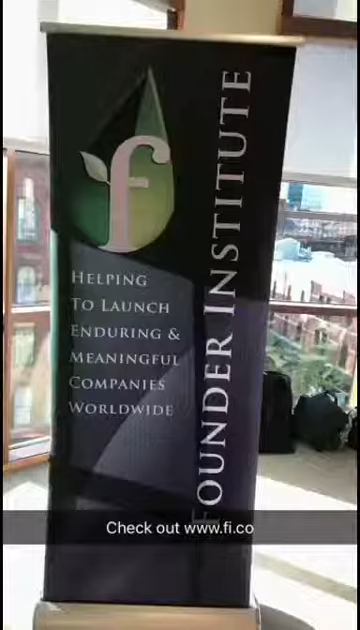 f
HELPING
TO LAUNCH
ENDURING &
MEANINGFUL
COMPANIES
WORLDWIDE
FOUNDER INSTITUTE
Check out www.fi.co